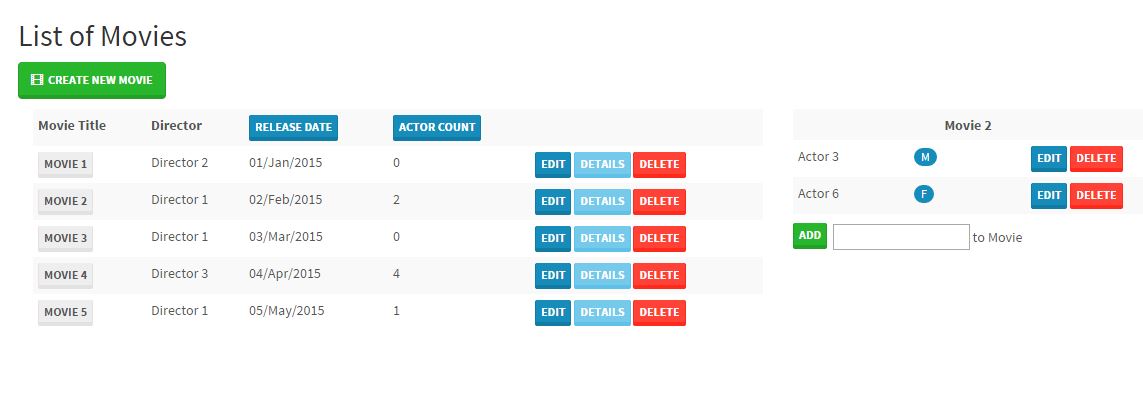 List of Movies
CREATE NEW MOVIE
Movie Title Director RELEASE DATE ACTOR COUNT
MOVIE 1 Director 2 01/Jan/2015 0 EDIT DETAILS DELETE
MOVIE 2 Director 1 02/Feb/2015 2 EDIT DETAILS DELETE
MOVIE 3 Director 1 03/Mar/2015 0 EDIT DETAILS DELETE
MOVIE 4 Director 3 04/Apr/2015 4 EDIT DETAILS DELETE
MOVIE 5 Director 1 05/May/2015 1 EDIT DETAILS DELETE
Movie 2
Actor 3 M EDIT DELETE
Actor 6 F EDIT DELETE
ADD to Movie